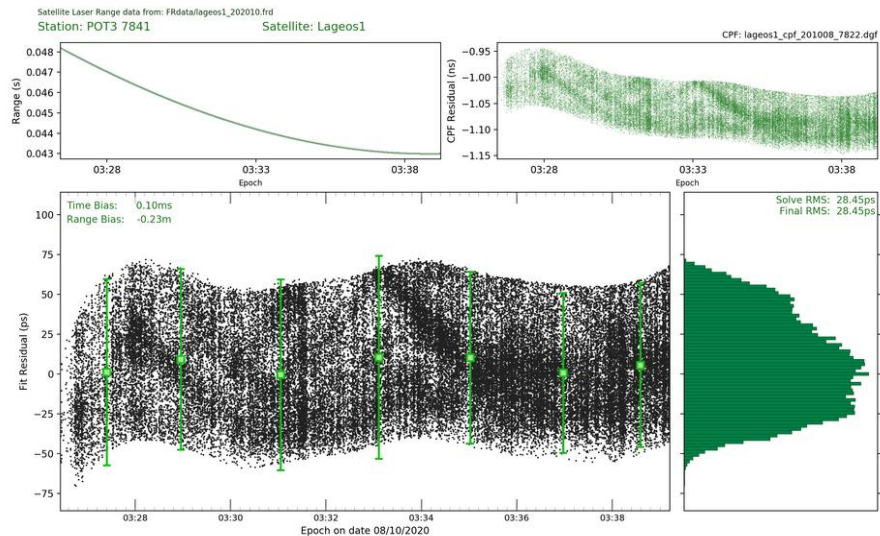 Satellite Laser Range data from: FRdata/lageos1_202010.frd
Station: POT3 7841 Satellite: Lageos1
CPF: lageos1_cpf_201008_7822.dgf
0.048
0.047
0.046
0.045
0.044
0.043
Range (s)
03:28 03:33 03:38
Epoch
−0.95
−1.00
−1.05
−1.10
−1.15
CPF Residual (ns)
03:28 03:33 03:38
Epoch
Time Bias: 0.10ms
Range Bias: -0.23m
Solve RMS: 28.45ps
Final RMS: 28.45ps
100
75
50
25
0
−25
−50
−75
Fit Residual (ps)
03:28 03:30 03:32 03:34 03:36 03:38
Epoch on date 08/10/2020